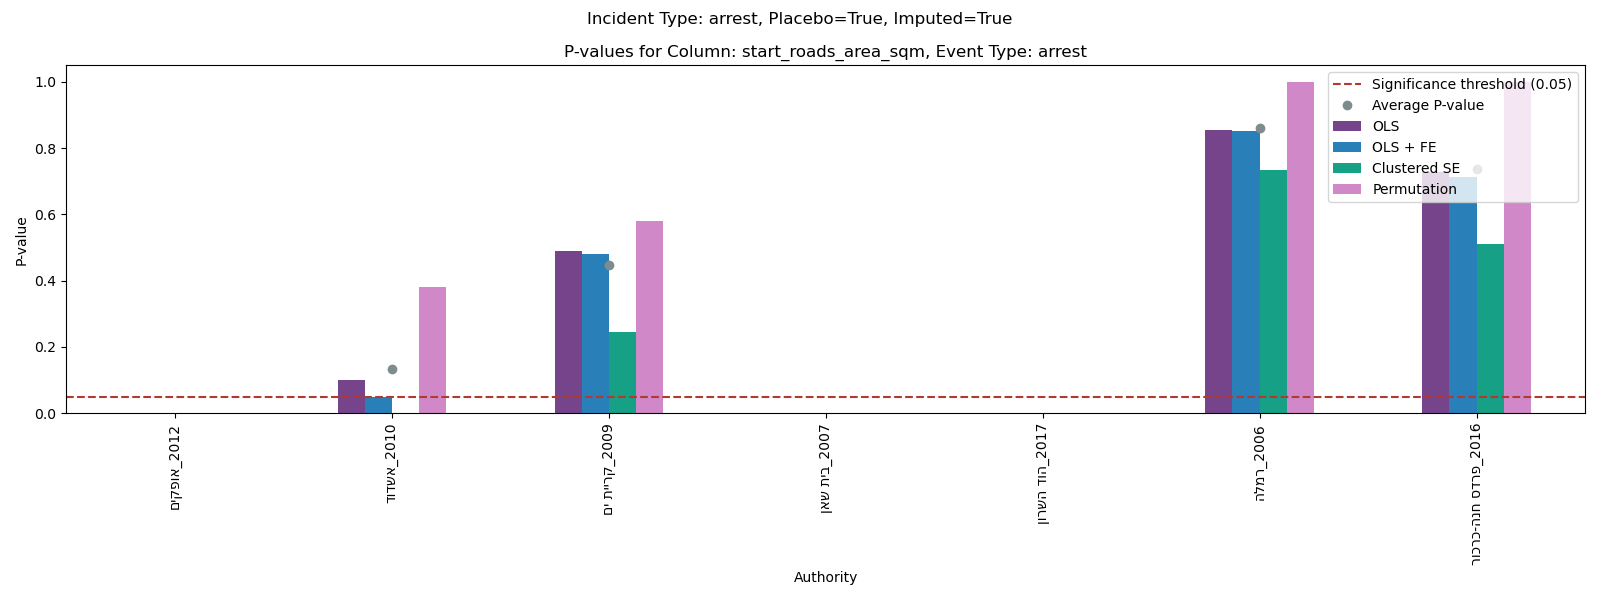 Incident Type: arrest, Placebo=True, Imputed=True
P-values for Column: start_roads_area_sqm, Event Type: arrest
P-value
1.0
0.8
0.6
0.4
0.2
0.0
Significance threshold (0.05)
Average P-value
OLS
OLS + FE
Clustered SE
Permutation
אופקים_2012
אשדוד_2010
קריית ים_2009
בית שאן_2007
הוד השרון_2017
רמלה_2006
פרדס חנה-כרכור_2016
Authority